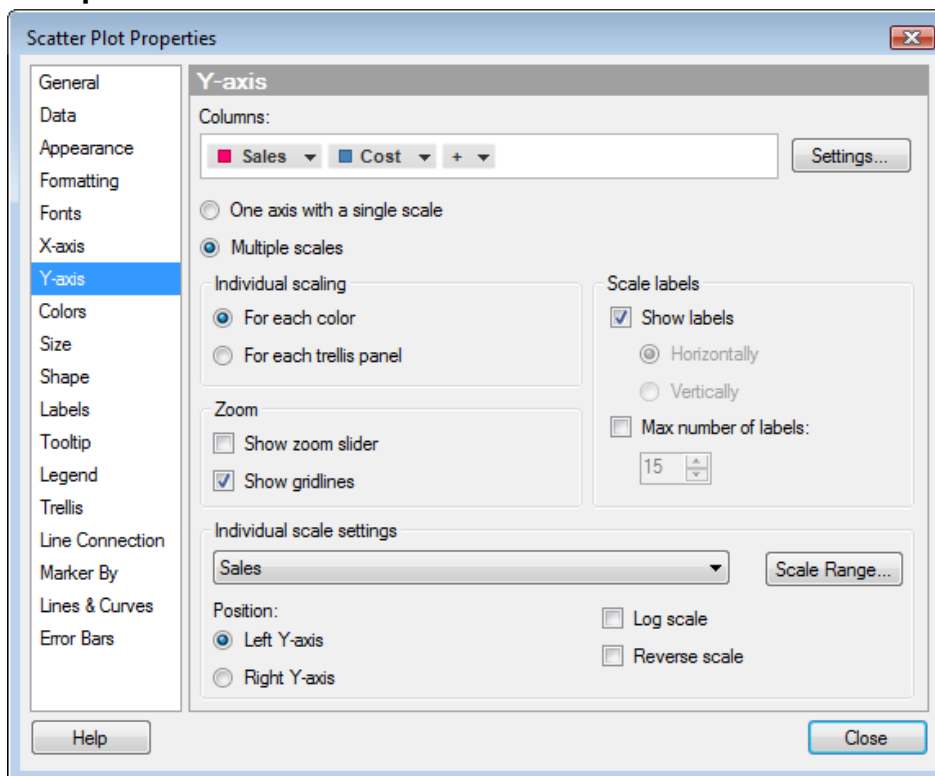 Scatter Plot Properties
General
Data
Appearance
Formatting
Fonts
X-axis
Y-axis
Colors
Size
Shape
Labels
Tooltip
Legend
Trellis
Line Connection
Marker By
Lines & Curves
Error Bars
Y-axis
Columns:
Sales Cost +
Settings...
One axis with a single scale
Multiple scales
Individual scaling
For each color
For each trellis panel
Scale labels
Show labels
Horizontally
Vertically
Max number of labels:
15
Zoom
Show zoom slider
Show gridlines
Individual scale settings
Sales
Scale Range...
Position:
Left Y-axis
Right Y-axis
Log scale
Reverse scale
Help
Close